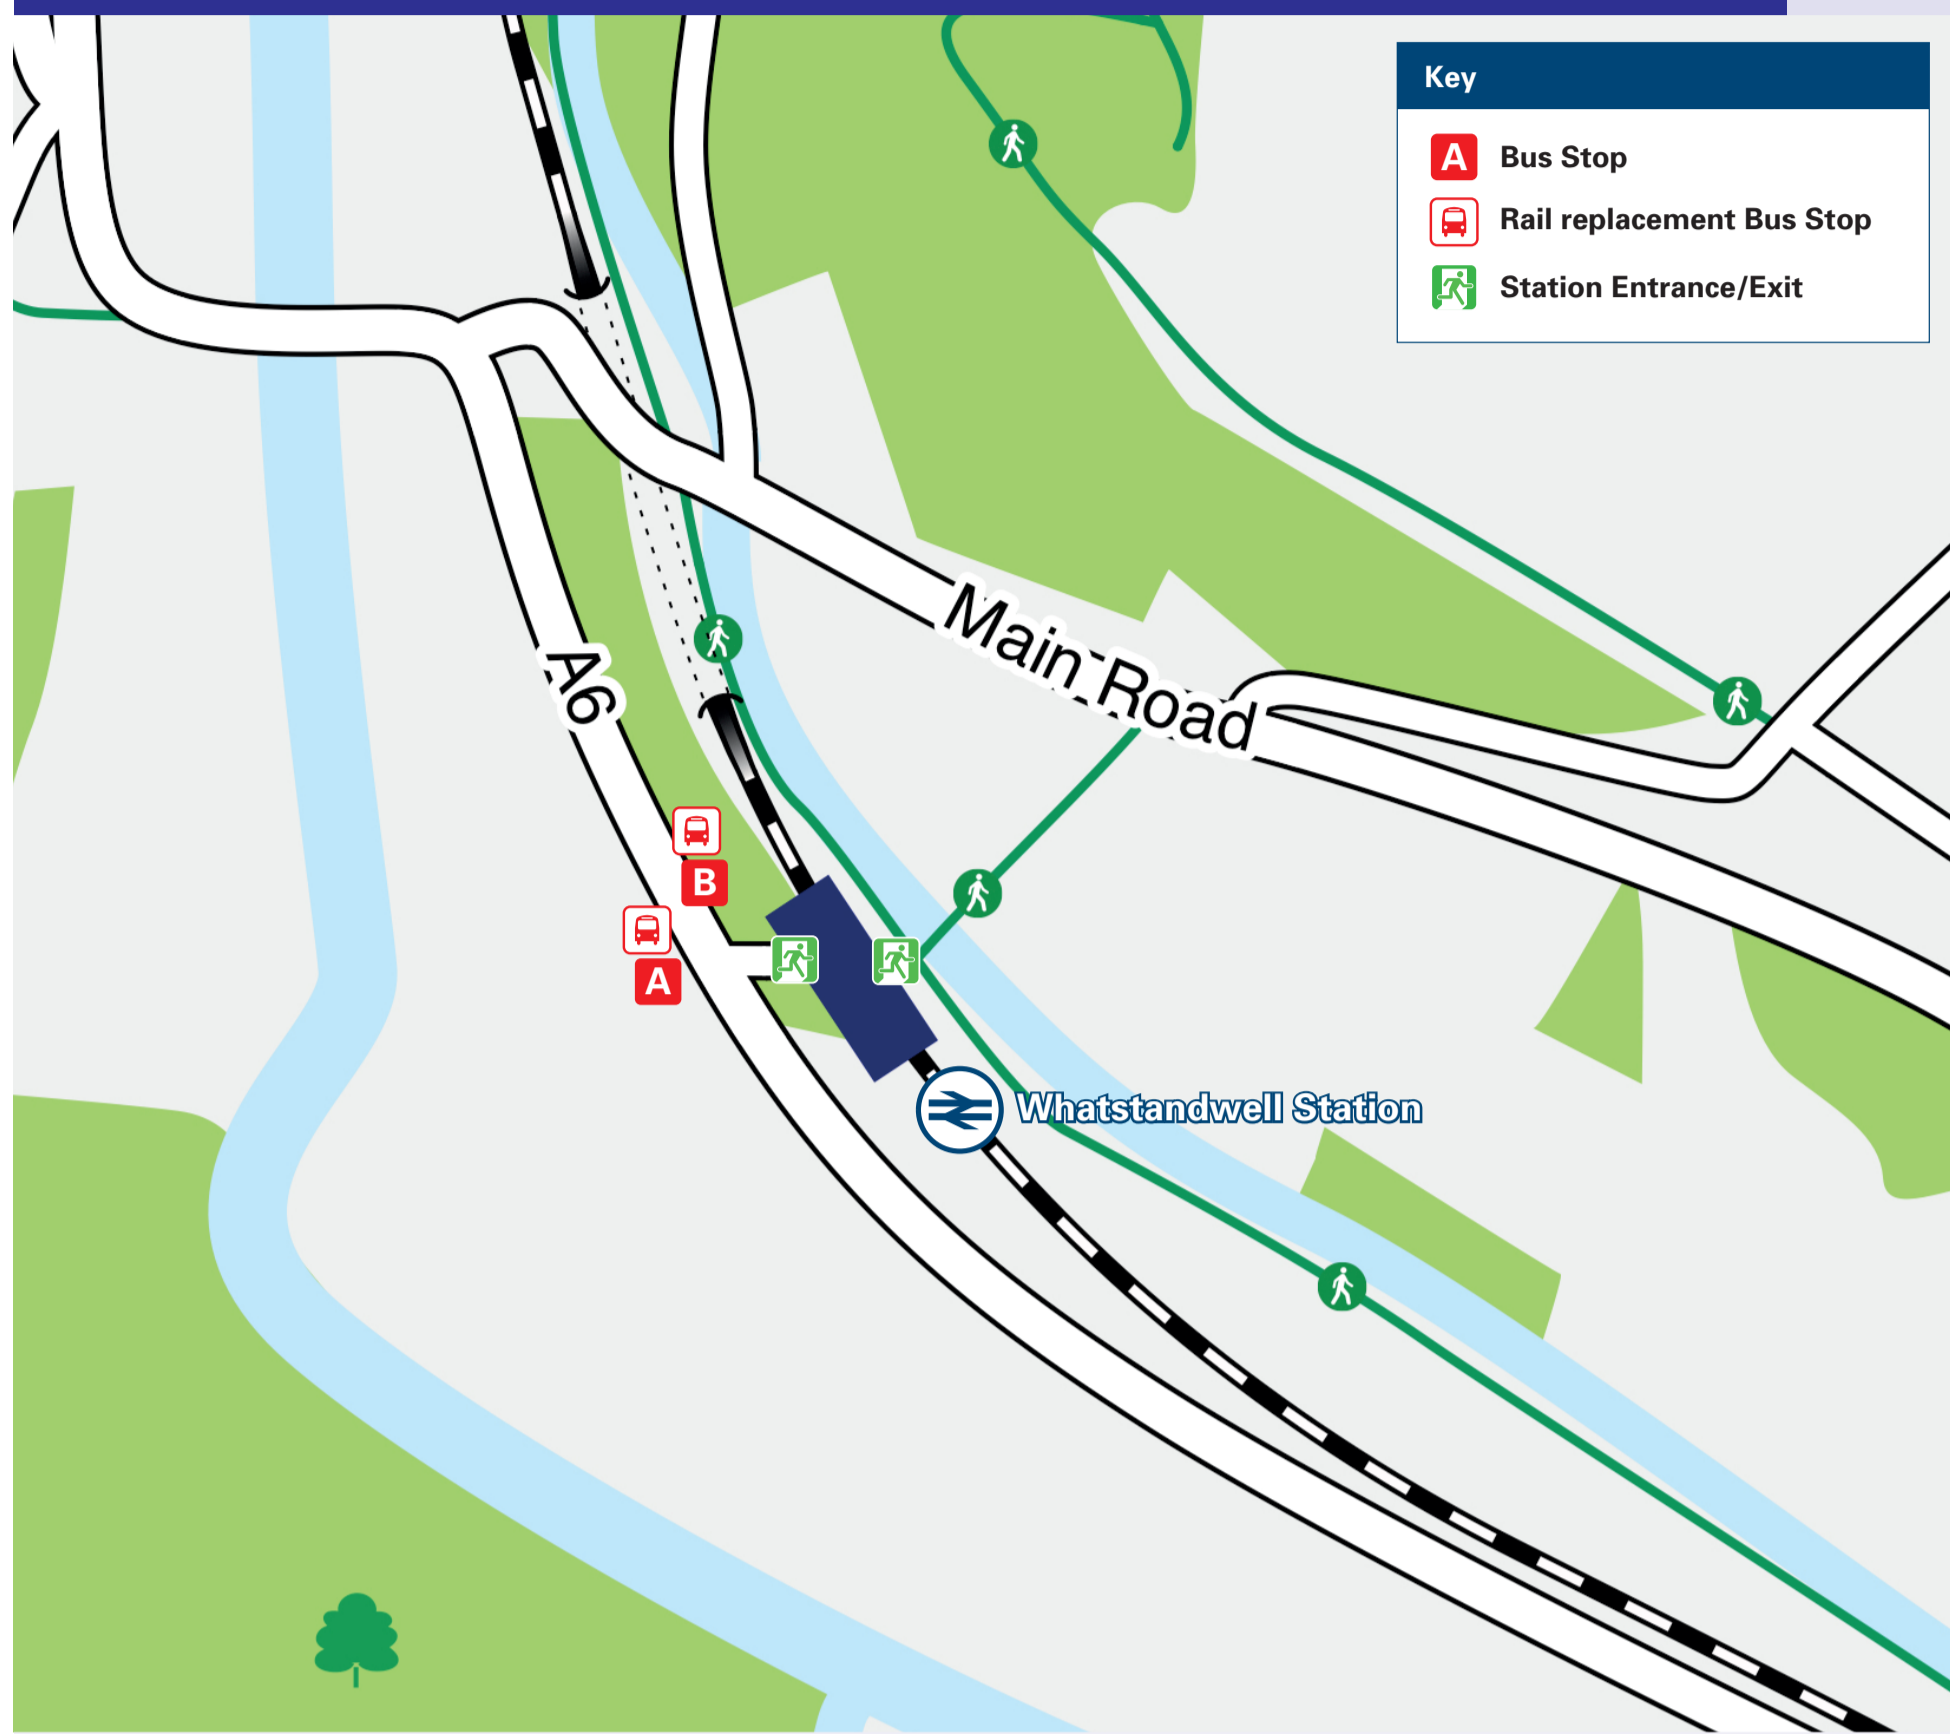 Key
A Bus Stop
Rail replacement Bus Stop
Station Entrance/Exit
Main Road
A6
B
A
Whatstandwell Station